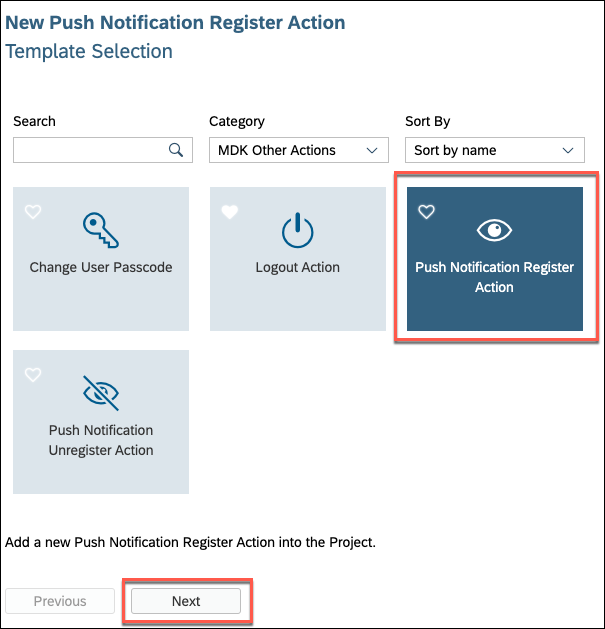 New Push Notification Register Action
Template Selection
Search
Category
Sort By
MDK Other Actions
Sort by name
Change User Passcode
Logout Action
Push Notification Register
Action
Push Notification
Unregister Action
Add a new Push Notification Register Action into the Project.
Previous
Next